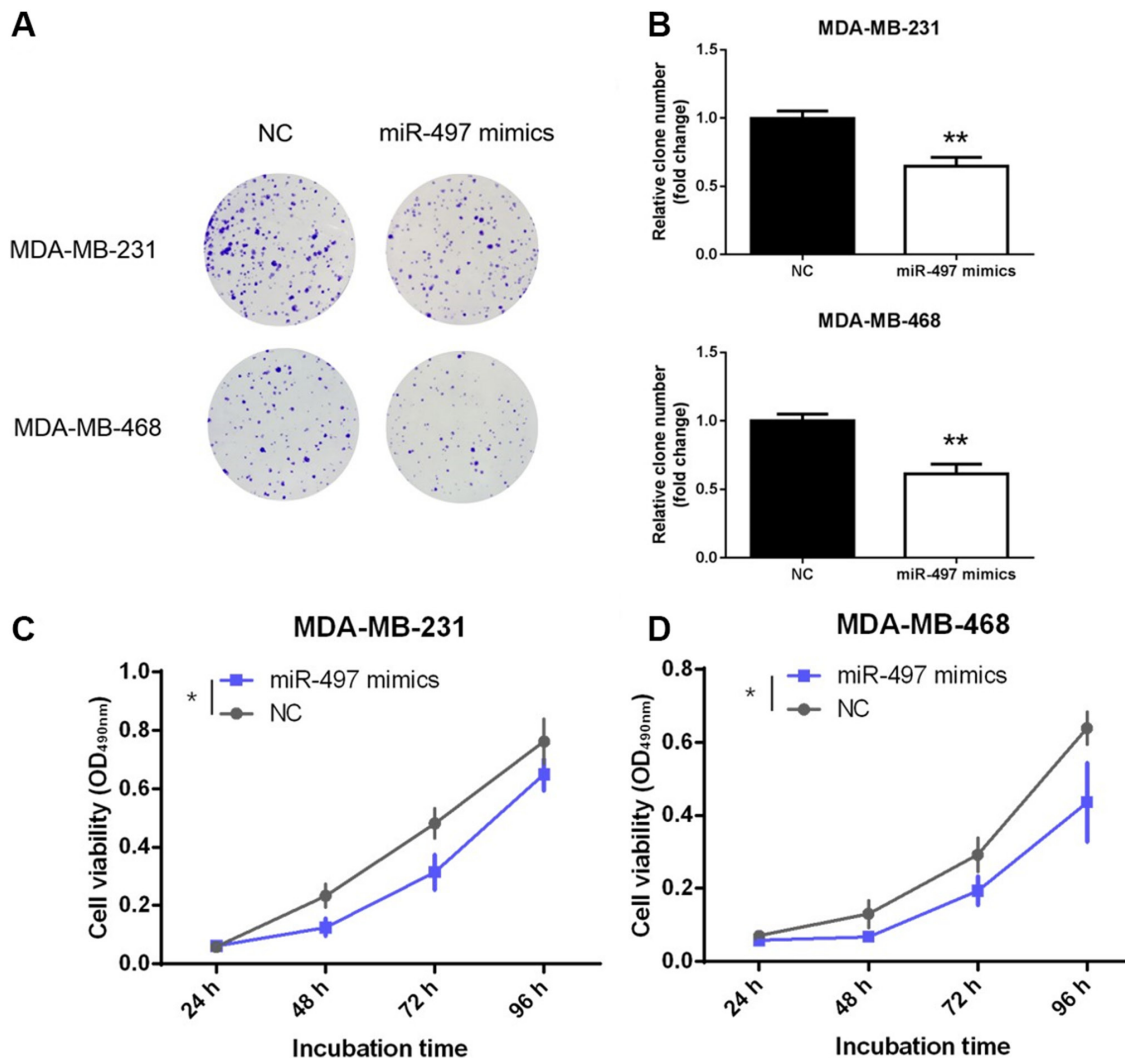 A
NC
miR-497 mimics
MDA-MB-231
MDA-MB-468
B
MDA-MB-231
Relative clone number
(fold change)
1.5
1.0
0.5
0.0
**
NC
miR-497 mimics
MDA-MB-468
Relative clone number
(fold change)
1.5
1.0
0.5
0.0
**
NC
miR-497 mimics
C
MDA-MB-231
Cell viability (OD490nm)
1.0
0.8
0.6
0.4
0.2
0.0
*
miR-497 mimics
NC
24 h
48 h
72 h
96 h
Incubation time
D
MDA-MB-468
Cell viability (OD490nm)
0.8
0.6
0.4
0.2
0.0
*
miR-497 mimics
NC
24 h
48 h
72 h
96 h
Incubation time